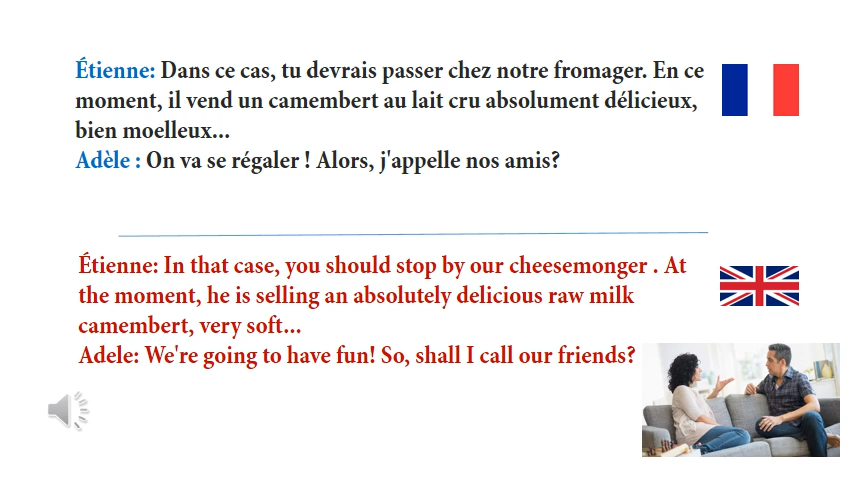 Étienne: Dans ce cas, tu devrais passer chez notre fromager. En ce
moment, il vend un camembert au lait cru absolument délicieux,
bien moelleux...
Adèle : On va se régaler ! Alors, j'appelle nos amis?
Étienne: In that case, you should stop by our cheesemonger . At
the moment, he is selling an absolutely delicious raw milk
camembert, very soft...
Adele: We're going to have fun! So, shall I call our friends?